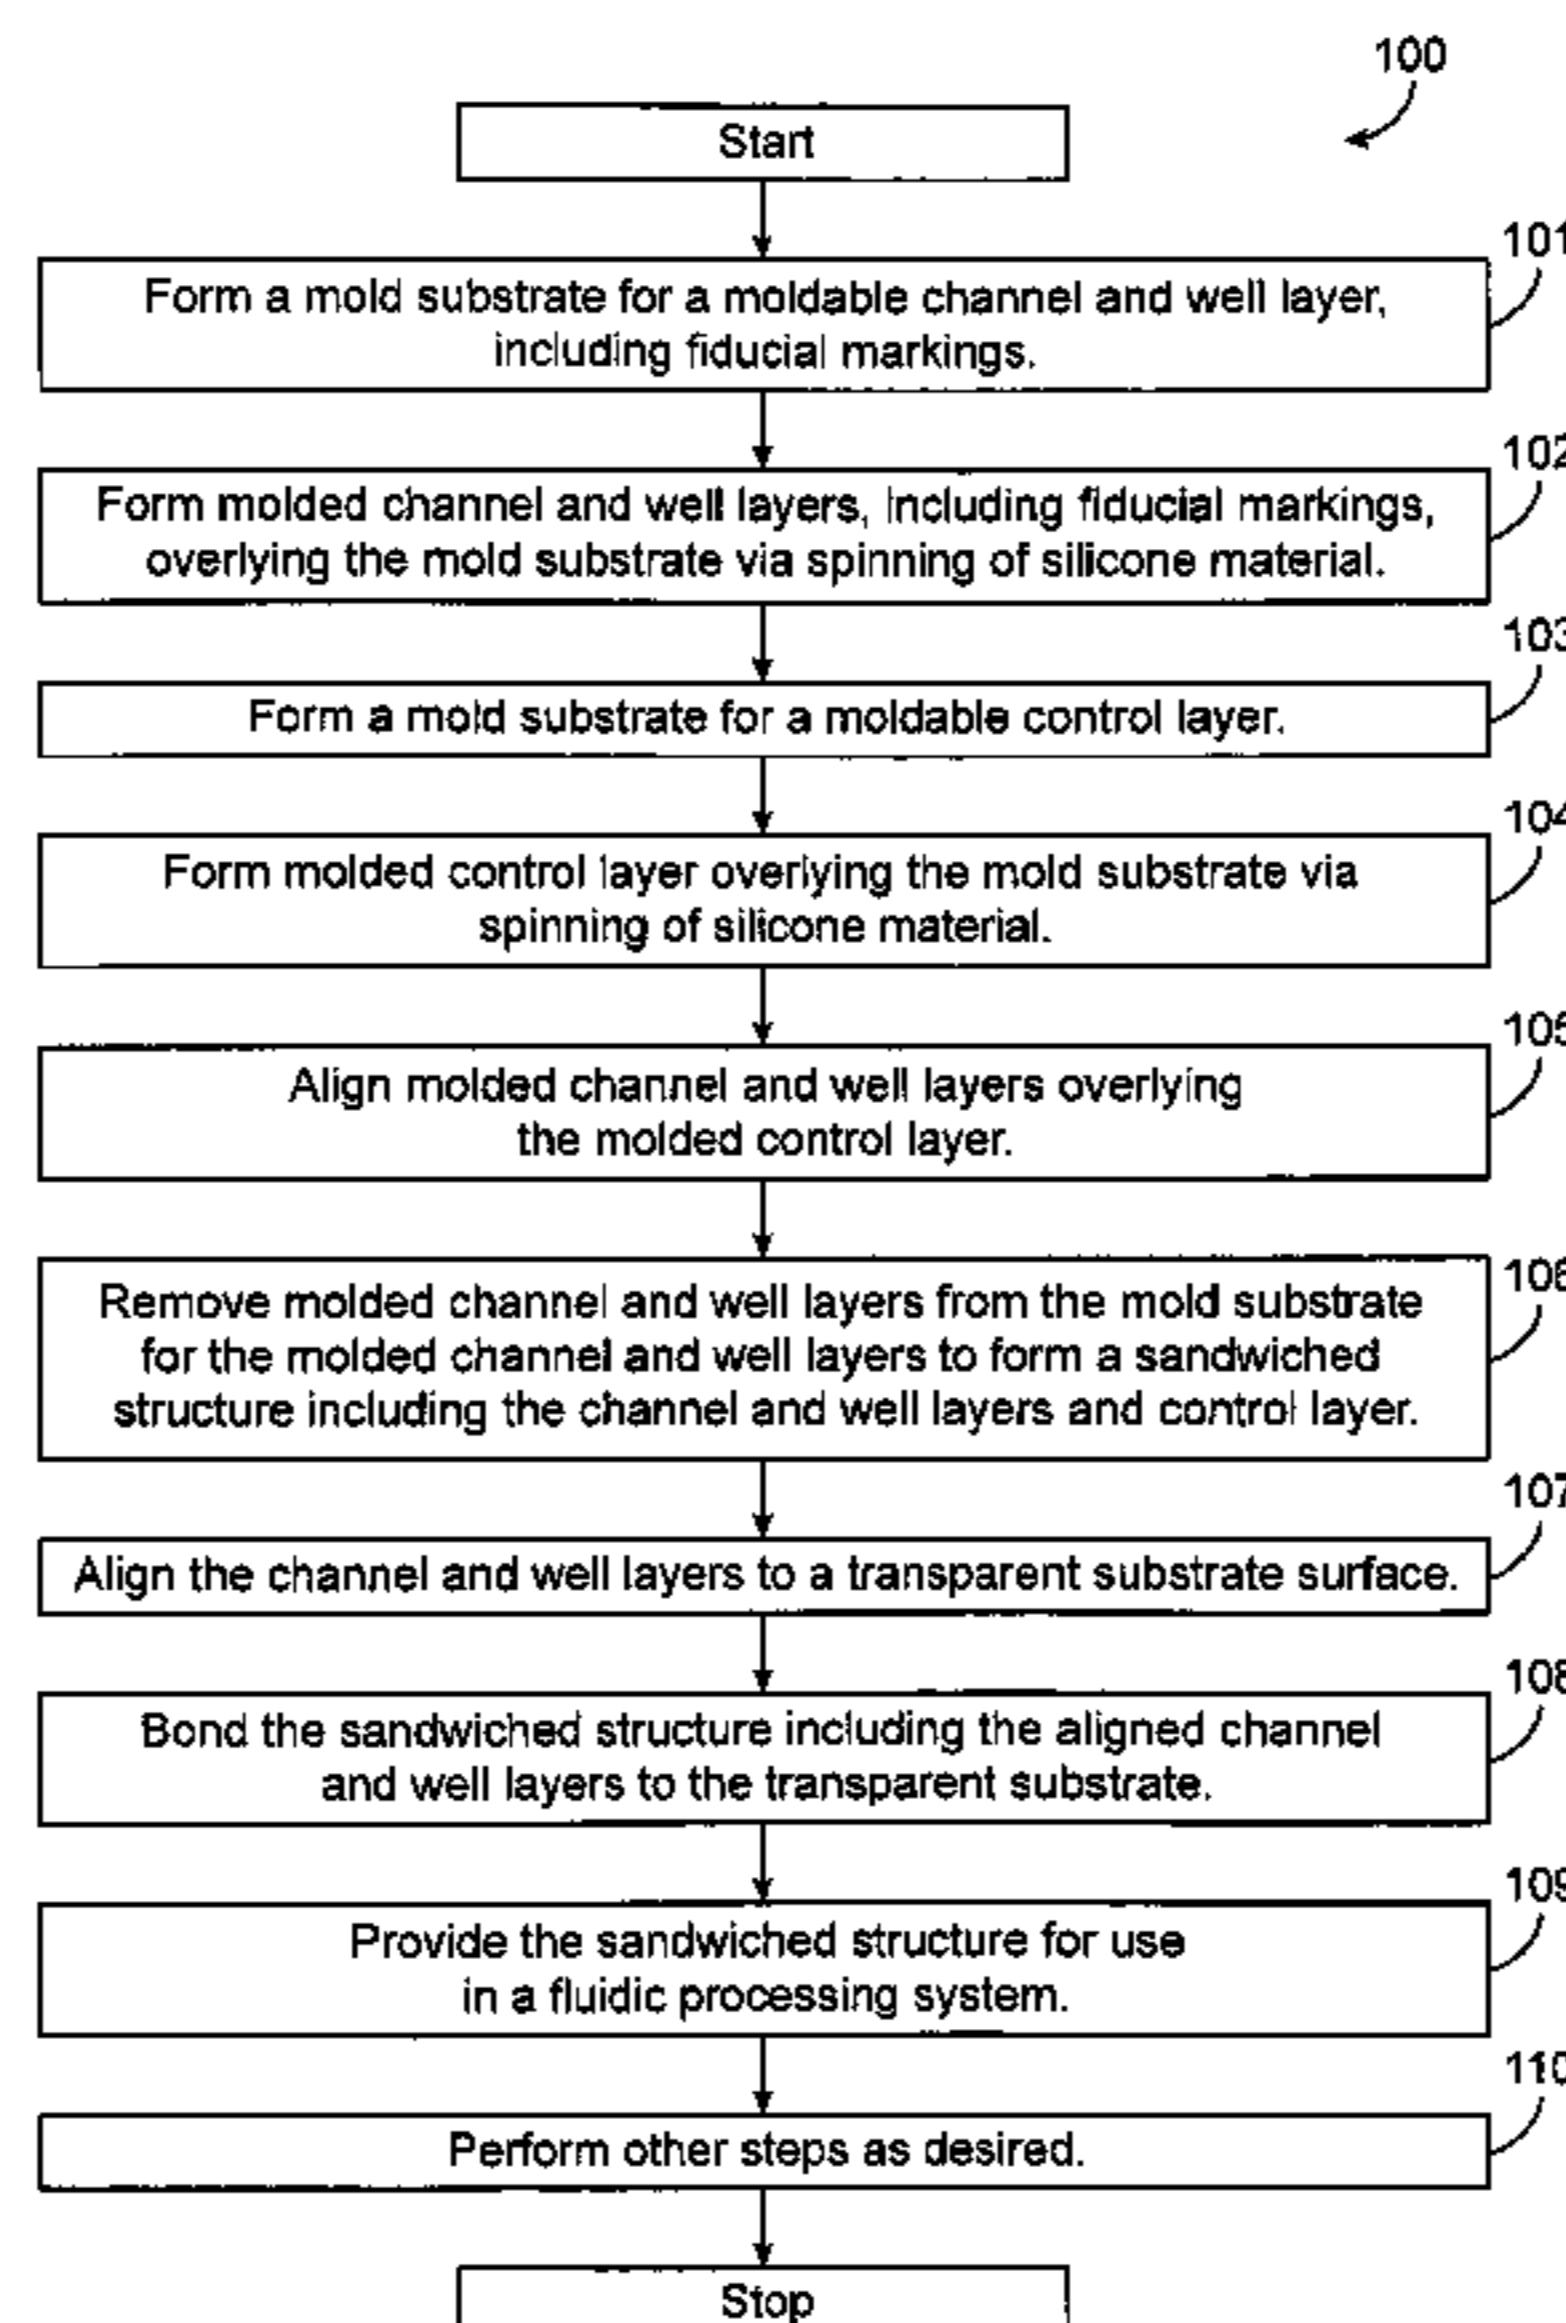 100
Start
101
Form a mold substrate for a moldable channel and well layer,
including fiducial markings.
102
Form molded channel and well layers, including fiducial markings,
overlying the mold substrate via spinning of silicone material.
103
Form a mold substrate for a moldable control layer.
104
Form molded control layer overlying the mold substrate via
spinning of silicone material.
105
Align molded channel and well layers overlying
the molded control layer.
106
Remove molded channel and well layers from the mold substrate
for the molded channel and well layers to form a sandwiched
structure including the channel and well layers and control layer.
107
Align the channel and well layers to a transparent substrate surface.
108
Bond the sandwiched structure including the aligned channel
and well layers to the transparent substrate.
109
Provide the sandwiched structure for use
in a fluidic processing system.
110
Perform other steps as desired.
Stop